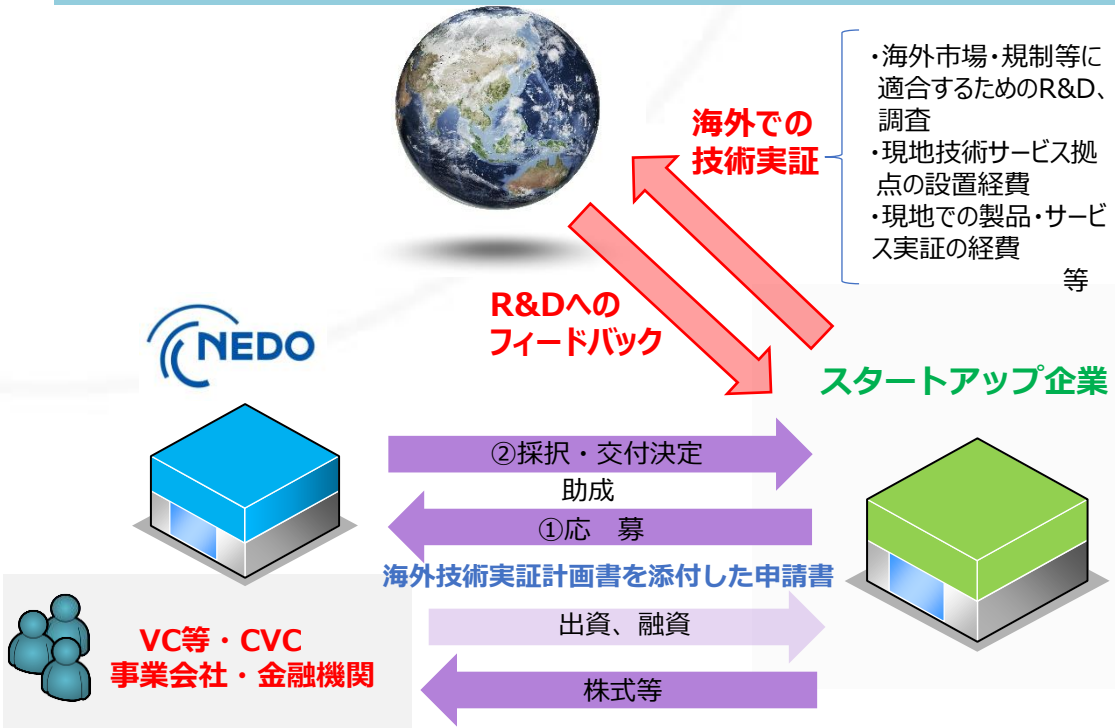 ・海外市場・規制等に
適合するためのR&D、
調査
・現地技術サービス拠
点の設置経費
・現地での製品・サービ
ス実証の経費
等
海外での
技術実証
R&Dへの
フィードバック
NEDO
スタートアップ企業
②採択・交付決定
助成
①応　募
海外技術実証計画書を添付した申請書
出資、融資
株式等
VC等・CVC
事業会社・金融機関